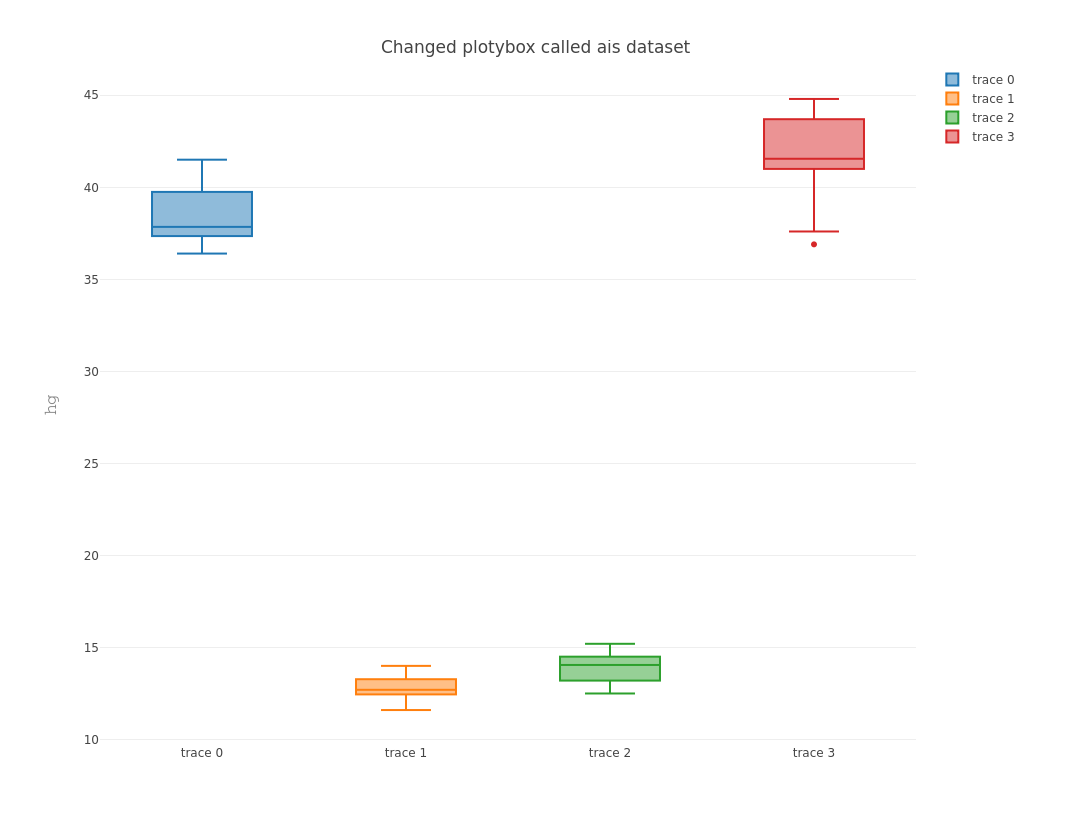 Changed plotybox called ais dataset
trace 0
trace 1
trace 2
trace 3
45
40
35
30
25
20
15
10
hg
trace 0
trace 1
trace 2
trace 3